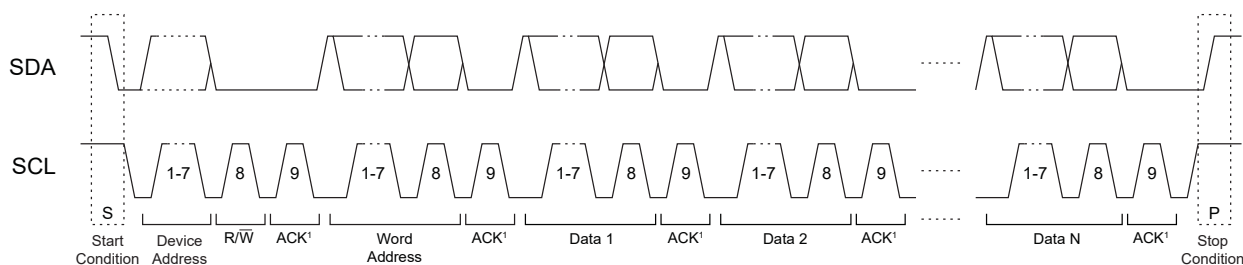 SDA
SCL
1-7 8 9 1-7 8 9 1-7 8 9 1-7 8 9 1-7 8 9
S P
Start Condition
Device Address
R/W̅
ACK¹
Word Address
ACK¹
Data 1
ACK¹
Data 2
ACK¹
Data N
ACK¹
Stop Condition